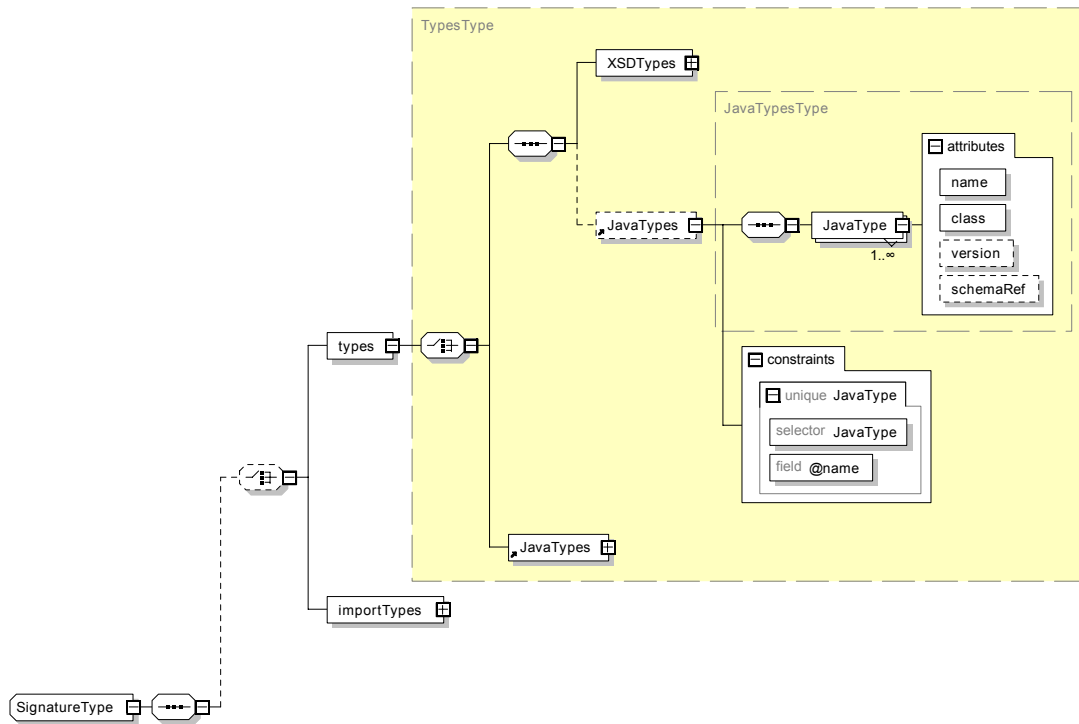 TypesType
XSDTypes
JavaTypesType
attributes
name
class
version
schemaRef
JavaTypes
JavaType
1..∞
types
constraints
unique JavaType
selector JavaType
field @name
JavaTypes
importTypes
SignatureType